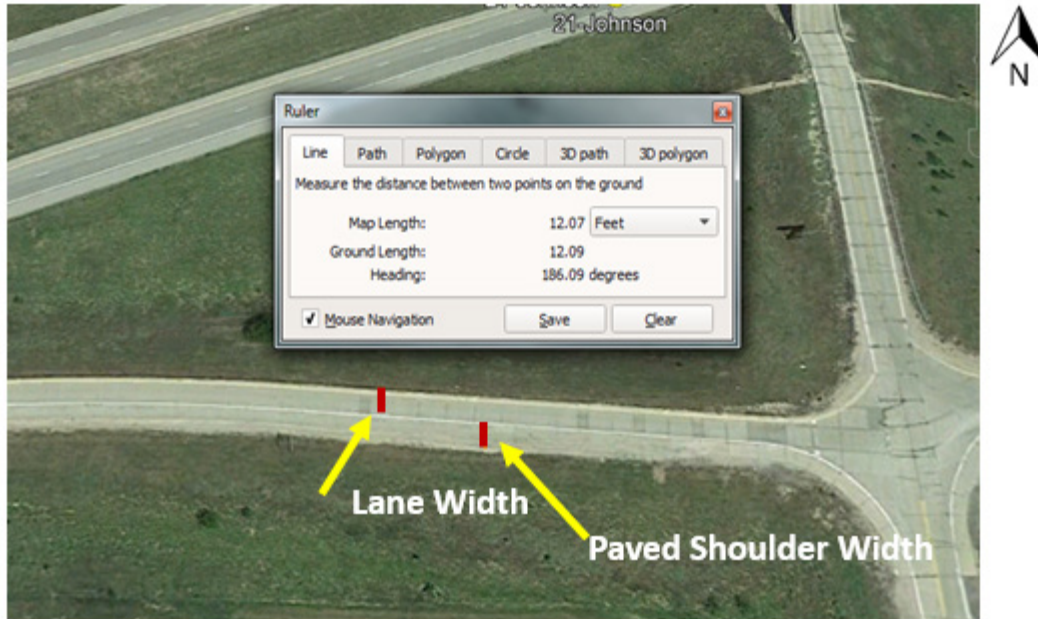 21-Johnson
N
Ruler
Line Path Polygon Circle 3D path 3D polygon
Measure the distance between two points on the ground
Map Length: 12.07 Feet
Ground Length: 12.09
Heading: 186.09 degrees
Mouse Navigation Save Clear
Lane Width
Paved Shoulder Width